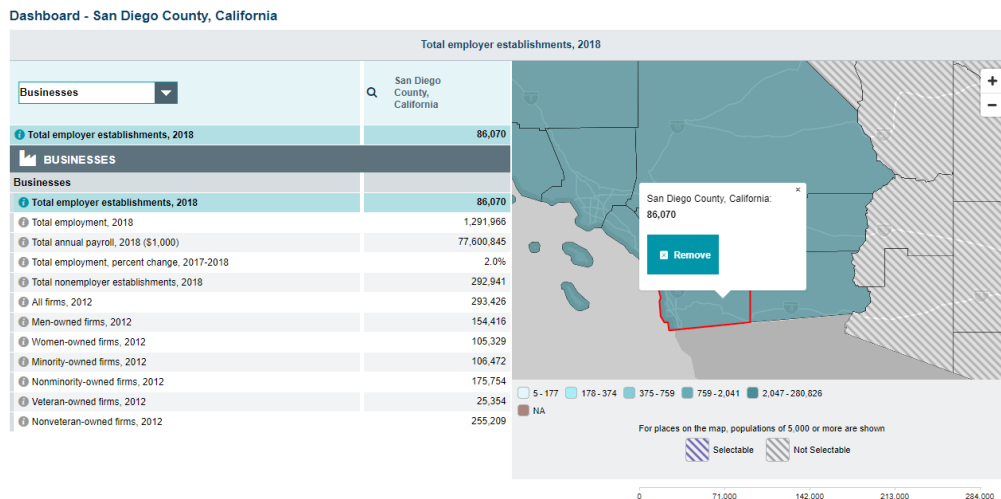 Dashboard - San Diego County, California
Total employer establishments, 2018
Businesses
San Diego
County,
California
Total employer establishments, 2018 86,070
BUSINESSES
Businesses
Total employer establishments, 2018 86,070
Total employment, 2018 1,291,966
Total annual payroll, 2018 ($1,000) 77,600,845
Total employment, percent change, 2017-2018 2.0%
Total nonemployer establishments, 2018 292,941
All firms, 2012 293,426
Men-owned firms, 2012 154,416
Women-owned firms, 2012 105,329
Minority-owned firms, 2012 106,472
Nonminority-owned firms, 2012 175,754
Veteran-owned firms, 2012 25,354
Nonveteran-owned firms, 2012 255,209
San Diego County, California:
86,070
Remove
5 - 177 178 - 374 375 - 759 759 - 2,041 2,047 - 280,826
NA
For places on the map, populations of 5,000 or more are shown
Selectable Not Selectable
0 71,000 142,000 213,000 284,000